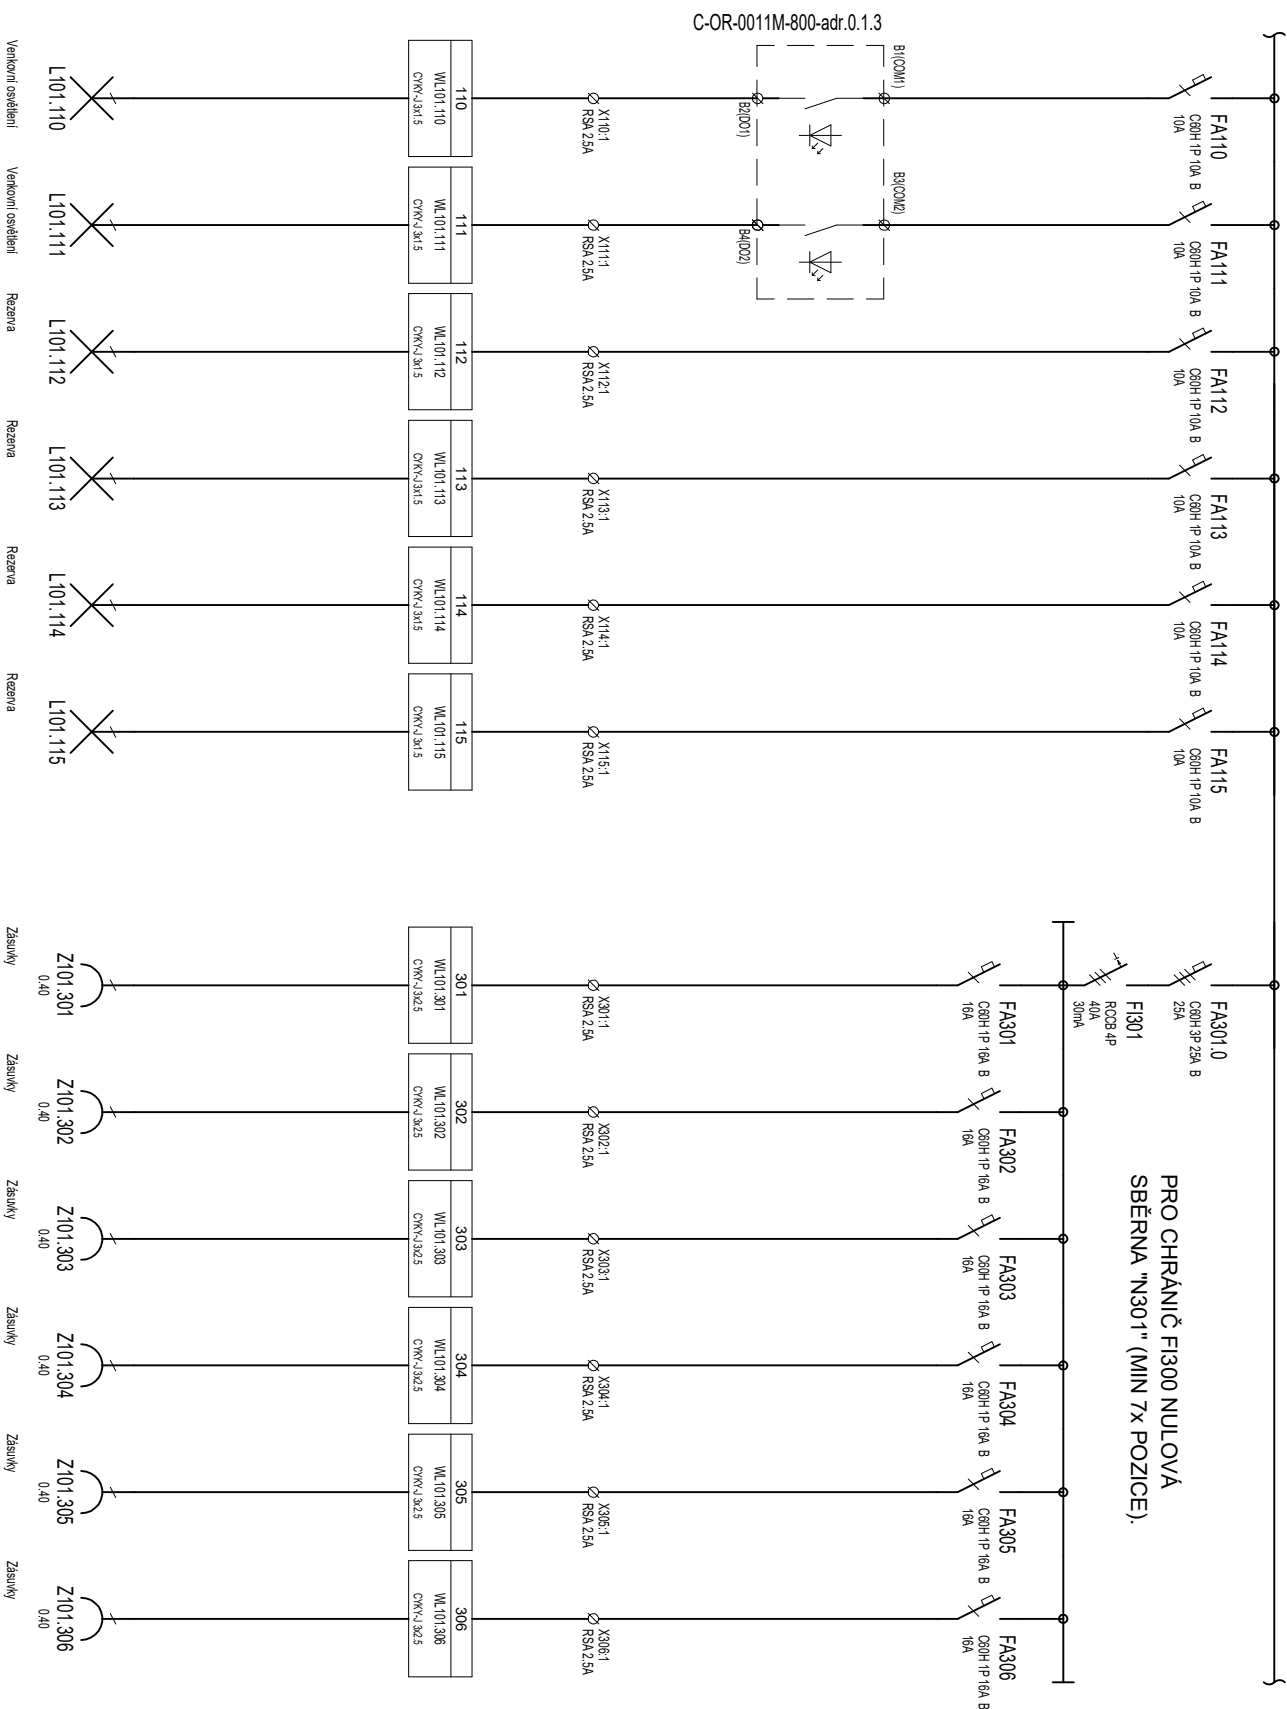 C-OR-0011M-800-adr.0.1.3
B1(COM1)
B2(DO1)
B3(COM2)
B4(DO2)
FA110
C60H 1P 10A B
10A
FA111
C60H 1P 10A B
10A
FA112
C60H 1P 10A B
10A
FA113
C60H 1P 10A B
10A
FA114
C60H 1P 10A B
10A
FA115
C60H 1P 10A B
10A
FA301.0
C60H 3P 25A B
25A
FI301
RCCB 4P
40A
30mA
PRO CHRÁNIČ FI300 NULOVÁ
SBĚRNA "N301" (MIN 7x POZICE).
FA301
C60H 1P 16A B
16A
FA302
C60H 1P 16A B
16A
FA303
C60H 1P 16A B
16A
FA304
C60H 1P 16A B
16A
FA305
C60H 1P 16A B
16A
FA306
C60H 1P 16A B
16A
X110:1
RSA 2.5A
X111:1
RSA 2.5A
X112:1
RSA 2.5A
X113:1
RSA 2.5A
X114:1
RSA 2.5A
X115:1
RSA 2.5A
X301:1
RSA 2.5A
X302:1
RSA 2.5A
X303:1
RSA 2.5A
X304:1
RSA 2.5A
X305:1
RSA 2.5A
X306:1
RSA 2.5A
110
WL101.110
CYKY-J 3x1.5
111
WL101.111
CYKY-J 3x1.5
112
WL101.112
CYKY-J 3x1.5
113
WL101.113
CYKY-J 3x1.5
114
WL101.114
CYKY-J 3x1.5
115
WL101.115
CYKY-J 3x1.5
301
WL101.301
CYKY-J 3x2.5
302
WL101.302
CYKY-J 3x2.5
303
WL101.303
CYKY-J 3x2.5
304
WL101.304
CYKY-J 3x2.5
305
WL101.305
CYKY-J 3x2.5
306
WL101.306
CYKY-J 3x2.5
L101.110
L101.111
L101.112
L101.113
L101.114
L101.115
Z101.301
0.40
Z101.302
0.40
Z101.303
0.40
Z101.304
0.40
Z101.305
0.40
Z101.306
0.40
Venkovní osvětlení
Venkovní osvětlení
Rezerva
Rezerva
Rezerva
Rezerva
Zásuvky
Zásuvky
Zásuvky
Zásuvky
Zásuvky
Zásuvky